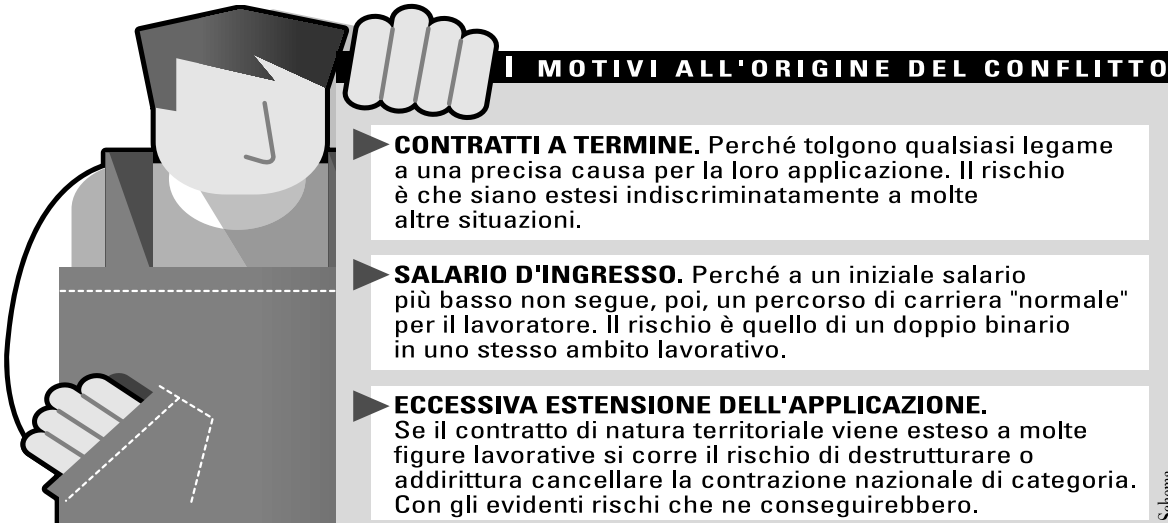 I MOTIVI ALL'ORIGINE DEL CONFLITTO
CONTRATTI A TERMINE. Perché tolgono qualsiasi legame
a una precisa causa per la loro applicazione. Il rischio
è che siano estesi indiscriminatamente a molte
altre situazioni.
SALARIO D'INGRESSO. Perché a un iniziale salario
più basso non segue, poi, un percorso di carriera "normale"
per il lavoratore. Il rischio è quello di un doppio binario
in uno stesso ambito lavorativo.
ECCESSIVA ESTENSIONE DELL'APPLICAZIONE.
Se il contratto di natura territoriale viene esteso a molte
figure lavorative si corre il rischio di destrutturare o
addirittura cancellare la contrazione nazionale di categoria.
Con gli evidenti rischi che ne conseguirebbero.